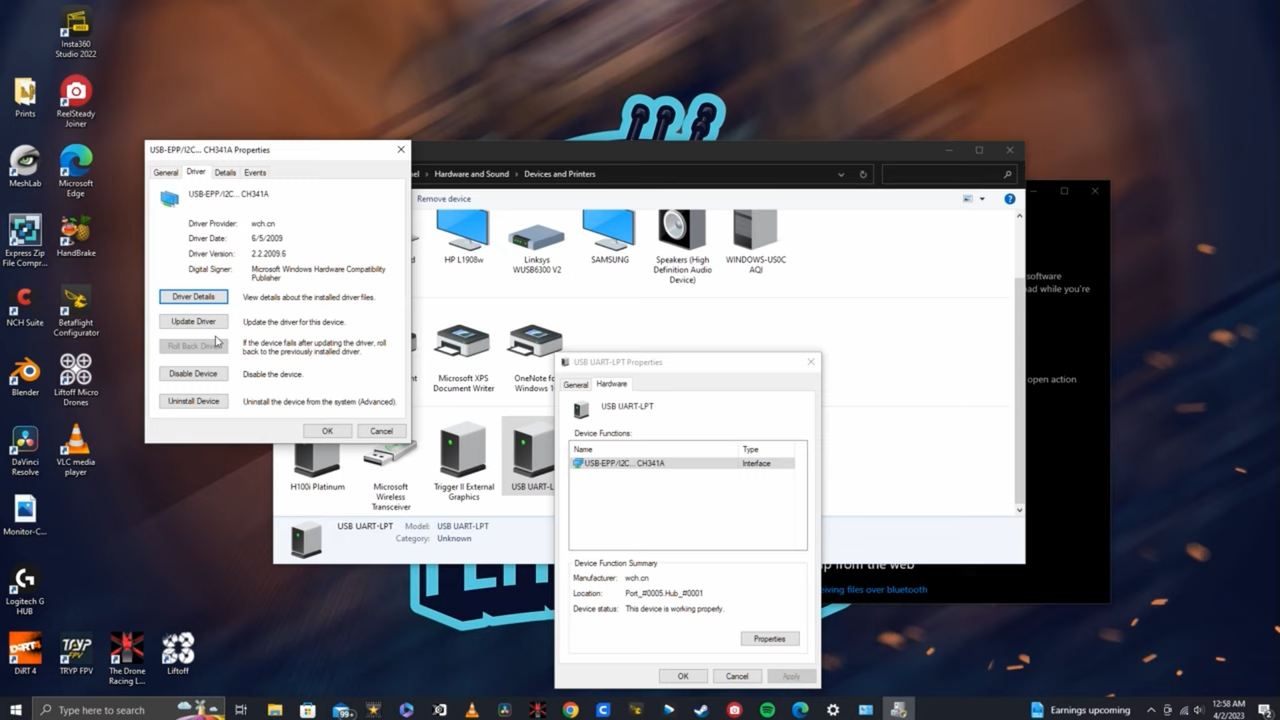 Insta360
Studio 2022
Prints
ReelSteady
Joiner
MeshLab
Microsoft
Edge
Express Zip
File Compr...
HandBrake
NCH Suite
Betaflight
Configurator
Blender
Liftoff Micro
Drones
DaVinci
Resolve
VLC media
player
Monitor-C...
Logitech G
HUB
DiRT 4
TRYP FPV
The Drone
Racing L...
Liftoff
USB-EPP/I2C... CH341A Properties
General Driver Details Events
USB-EPP/I2C... CH341A
Driver Provider: wch.cn
Driver Date: 6/5/2009
Driver Version: 2.2.2009.6
Digital Signer: Microsoft Windows Hardware Compatibility
Publisher
Driver Details View details about the installed driver files.
Update Driver Update the driver for this device.
Roll Back Driver If the device fails after updating the driver, roll
back to the previously installed driver.
Disable Device Disable the device.
Uninstall Device Uninstall the device from the system (Advanced).
OK Cancel
Hardware and Sound › Devices and Printers
Remove device
HP L1908w
Linksys
WUSB6300 V2
SAMSUNG
Speakers (High
Definition Audio
Device)
WINDOWS-US0C
AQI
Microsoft XPS
Document Writer
OneNote for
Windows 1
H100i Platinum
Microsoft
Wireless
Transceiver
Trigger II External
Graphics
USB UART-L
USB UART-LPT Model: USB UART-LPT
Category: Unknown
software
ad while you're
open action
p from the web
eiving files over bluetooth
USB UART-LPT Properties
General Hardware
USB UART-LPT
Device Functions:
Name Type
USB-EPP/I2C... CH341A Interface
Device Function Summary
Manufacturer: wch.cn
Location: Port_#0005.Hub_#0001
Device status: This device is working properly.
Properties
OK Cancel Apply
Type here to search
99+
Earnings upcoming
12:58 AM
4/2/2023